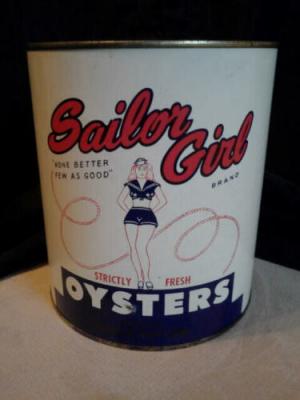 Sailor
Girl
"NONE BETTER
FEW AS GOOD"
BRAND
STRICTLY FRESH
OYSTERS